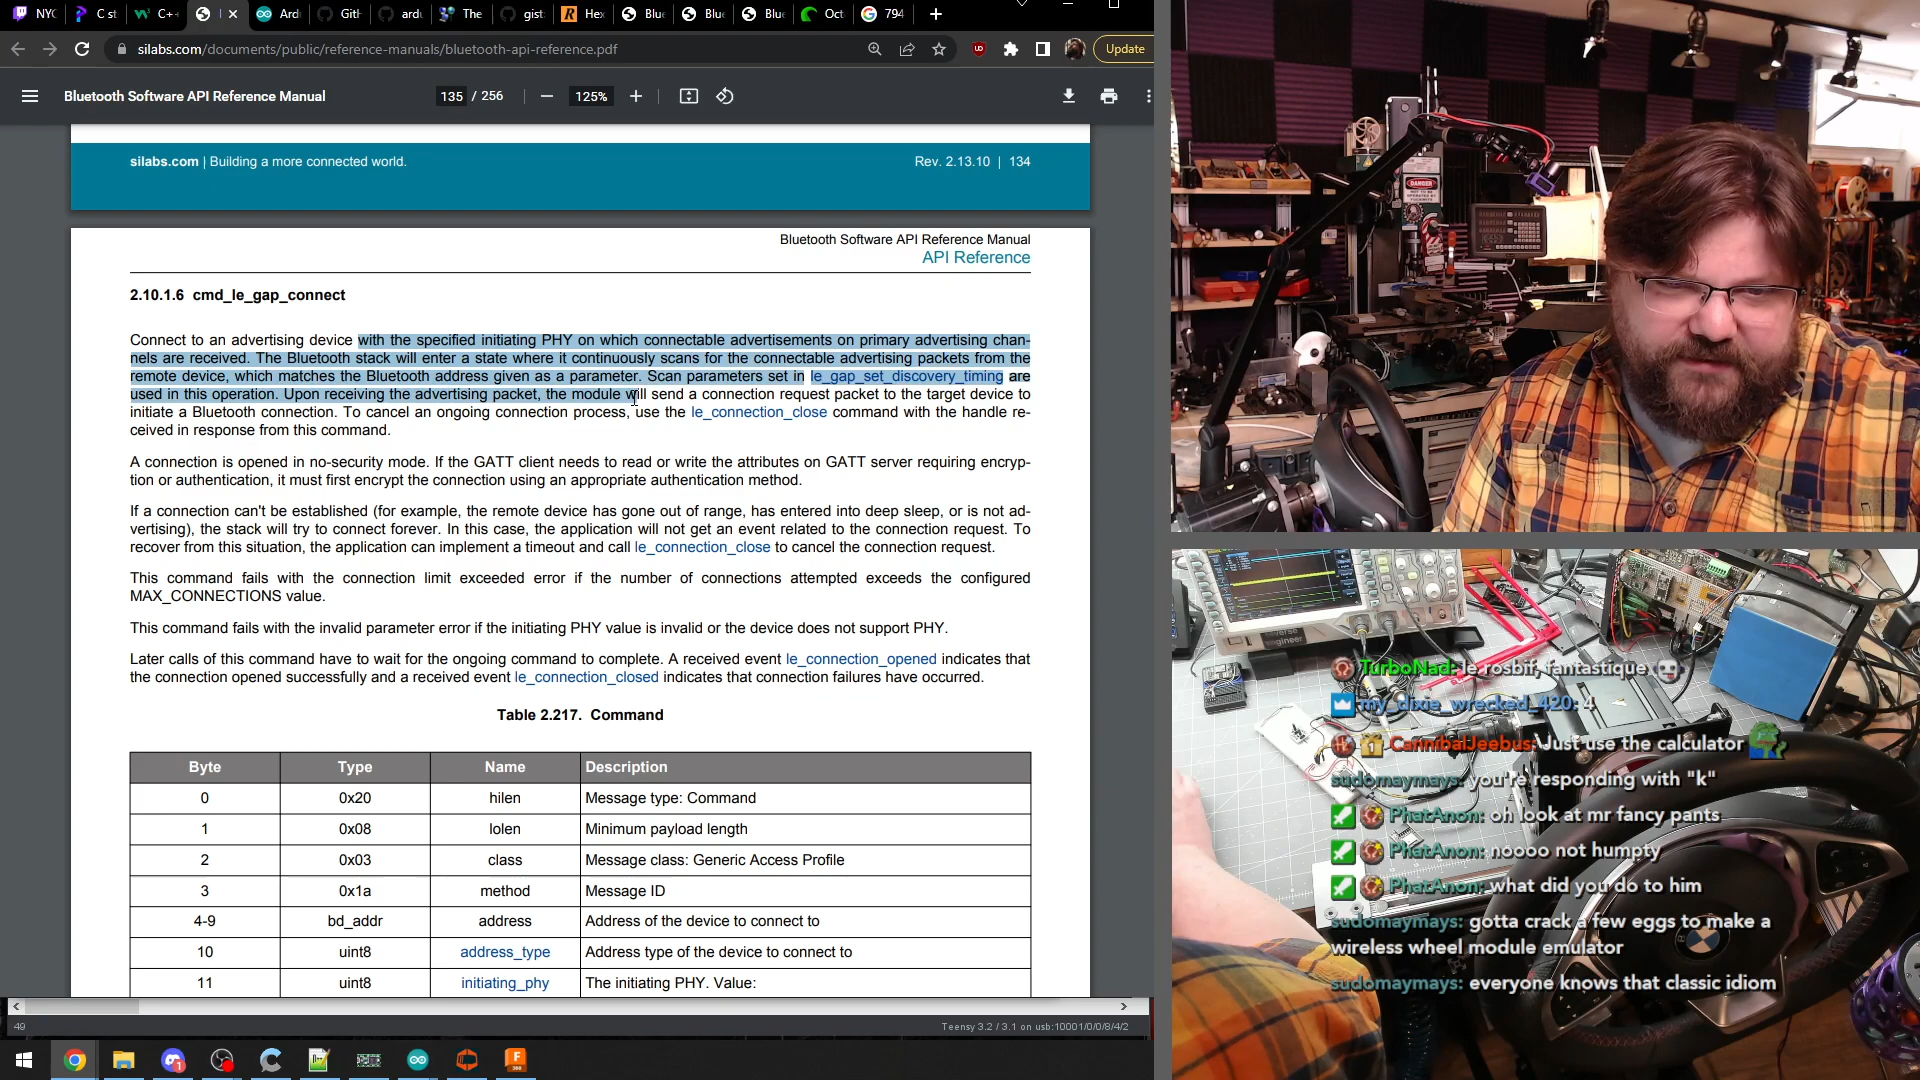 NYC
C st
C++
Ard
Gitl
ard
The
gist
Hex
Blue
Blue
Blue
Oct
794
silabs.com/documents/public/reference-manuals/bluetooth-api-reference.pdf
Update
Bluetooth Software API Reference Manual
135 / 256
125%
silabs.com | Building a more connected world.
Rev. 2.13.10 | 134
Bluetooth Software API Reference Manual
API Reference
2.10.1.6 cmd_le_gap_connect
Connect to an advertising device with the specified initiating PHY on which connectable advertisements on primary advertising chan-
nels are received. The Bluetooth stack will enter a state where it continuously scans for the connectable advertising packets from the
remote device, which matches the Bluetooth address given as a parameter. Scan parameters set in le_gap_set_discovery_timing are
used in this operation. Upon receiving the advertising packet, the module will send a connection request packet to the target device to
initiate a Bluetooth connection. To cancel an ongoing connection process, use the le_connection_close command with the handle re-
ceived in response from this command.
A connection is opened in no-security mode. If the GATT client needs to read or write the attributes on GATT server requiring encryp-
tion or authentication, it must first encrypt the connection using an appropriate authentication method.
If a connection can't be established (for example, the remote device has gone out of range, has entered into deep sleep, or is not ad-
vertising), the stack will try to connect forever. In this case, the application will not get an event related to the connection request. To
recover from this situation, the application can implement a timeout and call le_connection_close to cancel the connection request.
This command fails with the connection limit exceeded error if the number of connections attempted exceeds the configured
MAX_CONNECTIONS value.
This command fails with the invalid parameter error if the initiating PHY value is invalid or the device does not support PHY.
Later calls of this command have to wait for the ongoing command to complete. A received event le_connection_opened indicates that
the connection opened successfully and a received event le_connection_closed indicates that connection failures have occurred.
Table 2.217. Command
Byte Type Name Description
0 0x20 hilen Message type: Command
1 0x08 lolen Minimum payload length
2 0x03 class Message class: Generic Access Profile
3 0x1a method Message ID
4-9 bd_addr address Address of the device to connect to
10 uint8 address_type Address type of the device to connect to
11 uint8 initiating_phy The initiating PHY. Value:
49
Teensy 3.2 / 3.1 on usb:10001/0/0/8/4/2
DANGER
TurboNad: le rosbif, fantastique
my_dixie_wrecked_420: 4
CannibalJeebus: Just use the calculator
sudomaymays: you're responding with "k"
PhatAnon: oh look at mr fancy pants
PhatAnon: noooo not humpty
PhatAnon: what did you do to him
sudomaymays: gotta crack a few eggs to make a
wireless wheel module emulator
sudomaymays: everyone knows that classic idiom